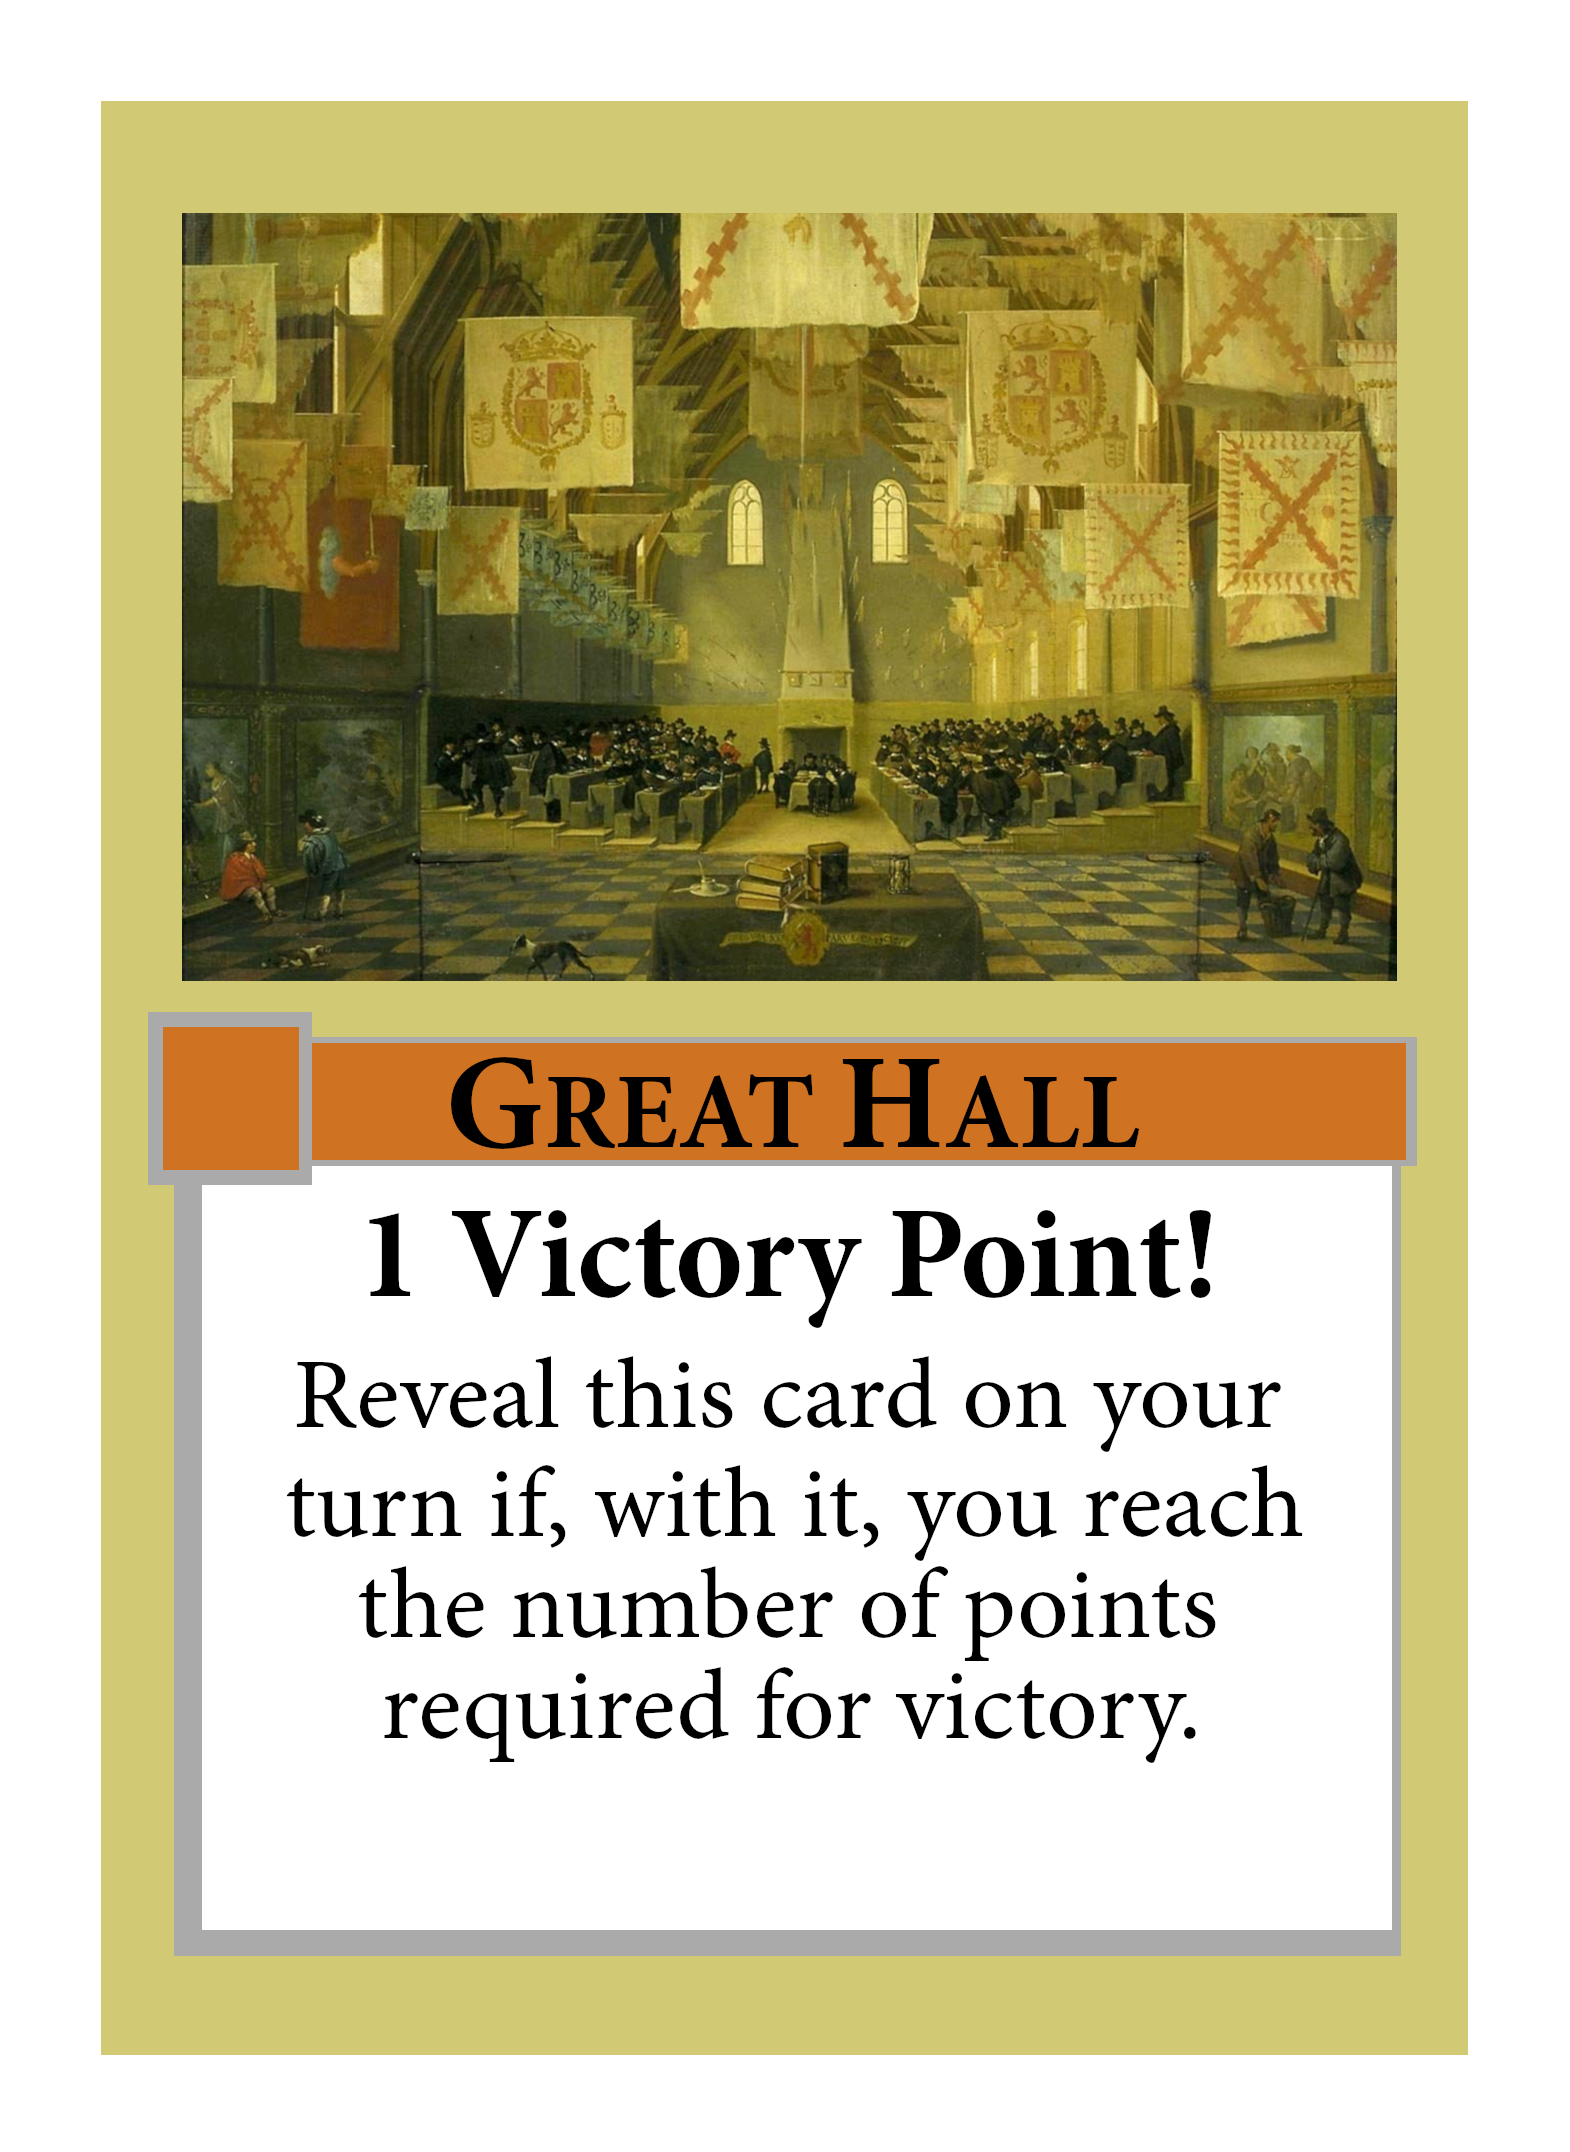 GREAT HALL
1 Victory Point!
Reveal this card on your
turn if, with it, you reach
the number of points
required for victory.